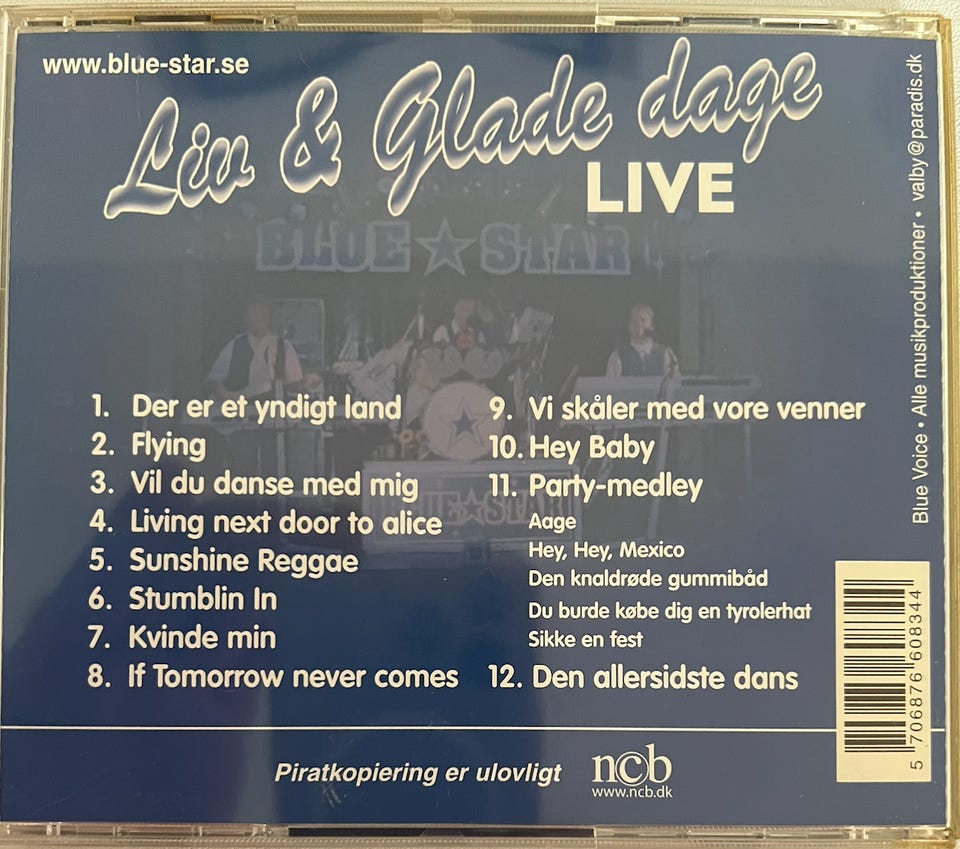 www.blue-star.se
Liv & Glade dage
LIVE
BLUE STAR
1. Der er et yndigt land
2. Flying
3. Vil du danse med mig
4. Living next door to alice
5. Sunshine Reggae
6. Stumblin In
7. Kvinde min
8. If Tomorrow never comes
9. Vi skåler med vore venner
10. Hey Baby
11. Party-medley
Aage
Hey, Hey, Mexico
Den knaldrøde gummibåd
Du burde købe dig en tyrolerhat
Sikke en fest
12. Den allersidste dans
BLUE STAR
Blue Voice • Alle musikproduktioner • valby@paradis.dk
5 706876 608344
Piratkopiering er ulovligt
ncb
www.ncb.dk